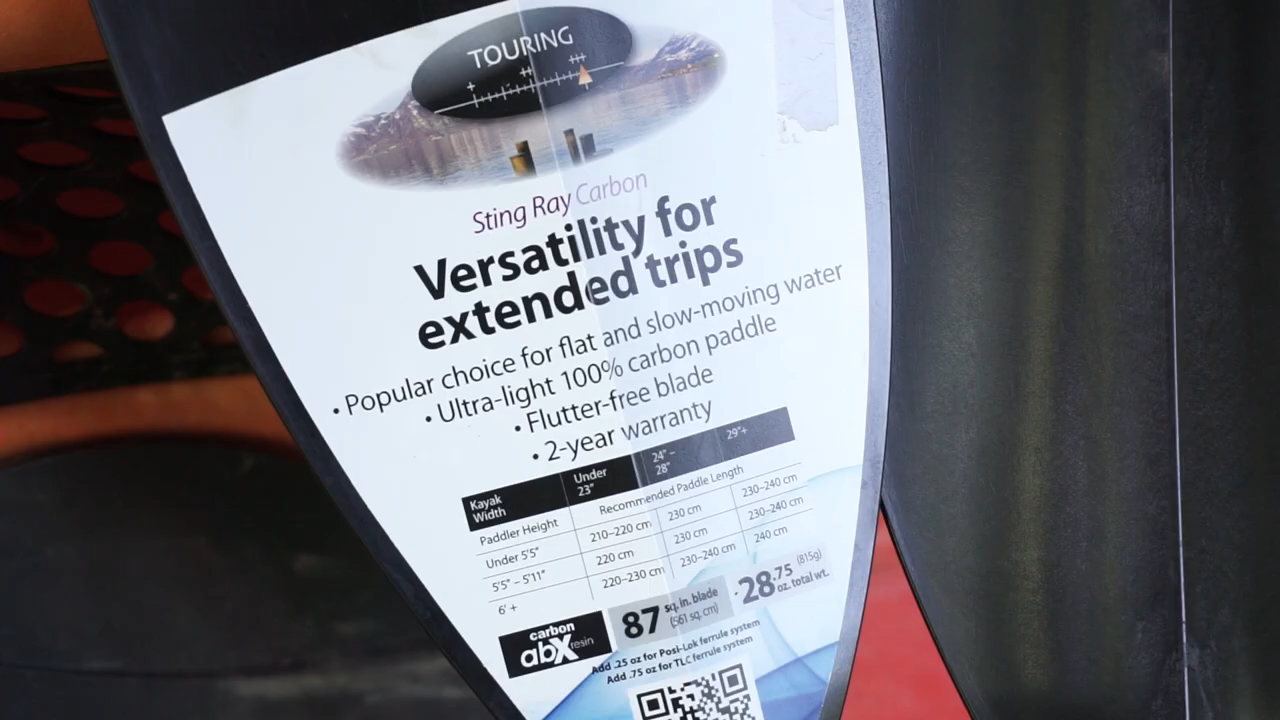 TOURING
Sting Ray Carbon
Versatility for
extended trips
• Popular choice for flat and slow-moving water
• Ultra-light 100% carbon paddle
• Flutter-free blade
• 2-year warranty
Kayak Width Under 23" 24" – 28" 29"+
Paddler Height Recommended Paddle Length
Under 5'5" 210–220 cm 230 cm 230–240 cm
5'5" – 5'11" 220 cm 230 cm 230–240 cm
6' + 220–230 cm 230–240 cm 240 cm
carbon abX resin 87 sq. in. blade (561 sq. cm) · 28.75 (815g) oz. total wt.
Add .25 oz for Posi-Lok ferrule system
Add .75 oz for TLC ferrule system